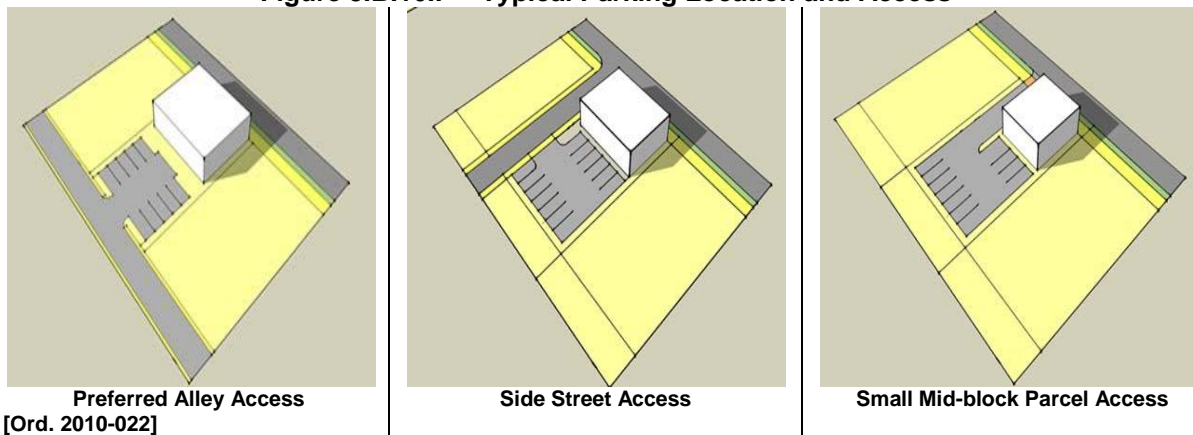 Preferred Alley Access
Side Street Access
Small Mid-block Parcel Access
[Ord. 2010-022]